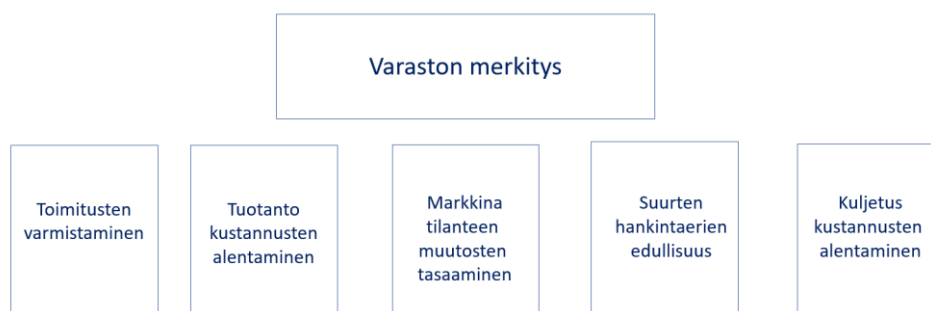 Varaston merkitys
Toimitusten
varmistaminen
Tuotanto
kustannusten
alentaminen
Markkina
tilanteen
muutosten
tasaaminen
Suurten
hankintaerien
edullisuus
Kuljetus
kustannusten
alentaminen